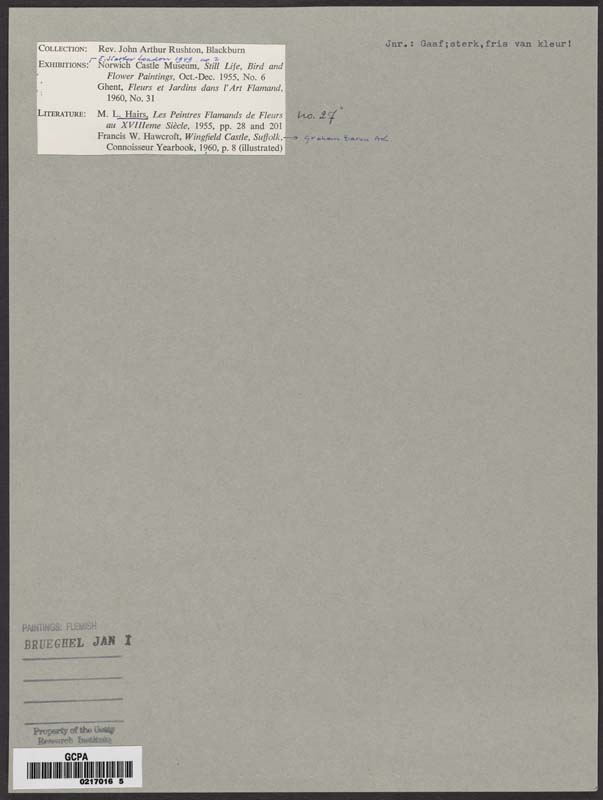 Jnr.: Gaaf;sterk,fris van kleur!
COLLECTION: Rev. John Arthur Rushton, Blackburn
E. Slatter London 1949 no 2
EXHIBITIONS: Norwich Castle Museum, Still Life, Bird and
Flower Paintings, Oct.-Dec. 1955, No. 6
Ghent, Fleurs et Jardins dans l'Art Flamand,
1960, No. 31
LITERATURE: M. L. Hairs, Les Peintres Flamands de Fleurs no. 27
au XVIIIeme Siècle, 1955, pp. 28 and 201
Francis W. Hawcroft, Wingfield Castle, Suffolk, → Graham Baron Ash
Connoisseur Yearbook, 1960, p. 8 (illustrated)
PAINTINGS: FLEMISH
BRUEGHEL JAN I
Property of the Getty
Research Institute
GCPA
0217016 5